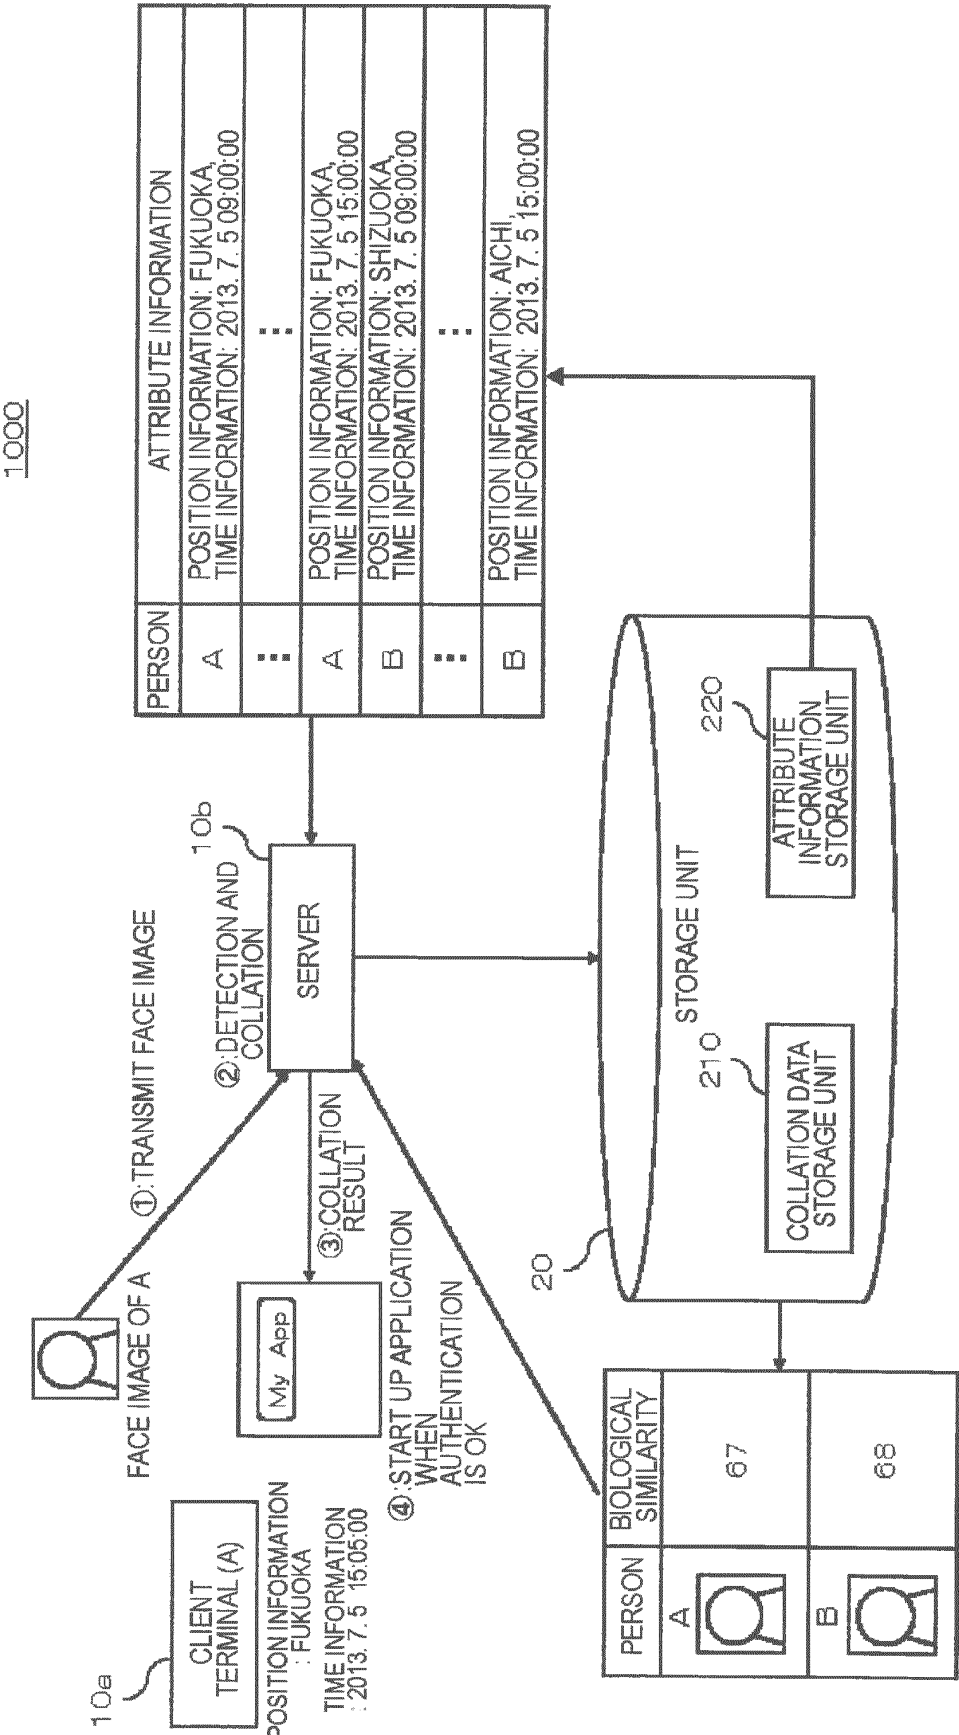 1000
10a
CLIENT
TERMINAL (A)
POSITION INFORMATION
: FUKUOKA
TIME INFORMATION
: 2013. 7. 5 15:05:00
FACE IMAGE OF A
①:TRANSMIT FACE IMAGE
My App
④:START UP APPLICATION
WHEN
AUTHENTICATION
IS OK
③:COLLATION
RESULT
②:DETECTION AND
COLLATION
10b
SERVER
PERSON
ATTRIBUTE INFORMATION
A
POSITION INFORMATION: FUKUOKA,
TIME INFORMATION: 2013. 7. 5 09:00:00
...
...
A
POSITION INFORMATION: FUKUOKA,
TIME INFORMATION: 2013. 7. 5 15:00:00
B
POSITION INFORMATION: SHIZUOKA,
TIME INFORMATION: 2013. 7. 5 09:00:00
...
...
B
POSITION INFORMATION: AICHI,
TIME INFORMATION: 2013. 7. 5 15:00:00
PERSON
BIOLOGICAL
SIMILARITY
A
67
B
68
20
STORAGE UNIT
210
COLLATION DATA
STORAGE UNIT
220
ATTRIBUTE
INFORMATION
STORAGE UNIT